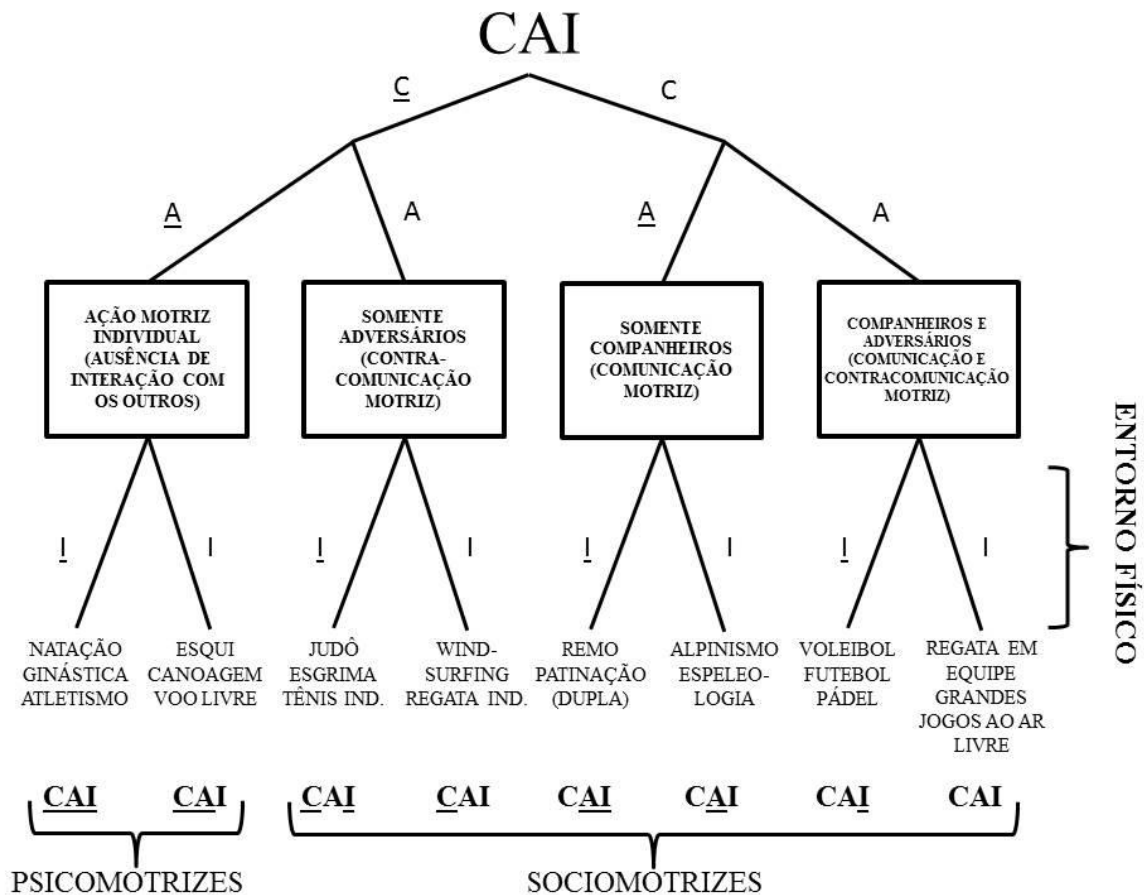 CAI
C
C
A
A
A
A
AÇÃO MOTRIZ
INDIVIDUAL
(AUSÊNCIA DE
INTERAÇÃO COM
OS OUTROS)
SOMENTE
ADVERSÁRIOS
(CONTRA-
COMUNICAÇÃO
MOTRIZ)
SOMENTE
COMPANHEIROS
(COMUNICAÇÃO
MOTRIZ)
COMPANHEIROS E
ADVERSÁRIOS
(COMUNICAÇÃO E
CONTRACOMUNICAÇÃO
MOTRIZ)
ENTORNO FÍSICO
I
I
I
I
I
I
I
I
NATAÇÃO
GINÁSTICA
ATLETISMO
ESQUI
CANOAGEM
VOO LIVRE
JUDÔ
ESGRIMA
TÊNIS IND.
WIND-
SURFING
REGATA IND.
REMO
PATINAÇÃO
(DUPLA)
ALPINISMO
ESPELEO-
LOGIA
VOLEIBOL
FUTEBOL
PÁDEL
REGATA EM
EQUIPE
GRANDES
JOGOS AO AR
LIVRE
CAI
CAI
CAI
CAI
CAI
CAI
CAI
CAI
PSICOMOTRIZES
SOCIOMOTRIZES